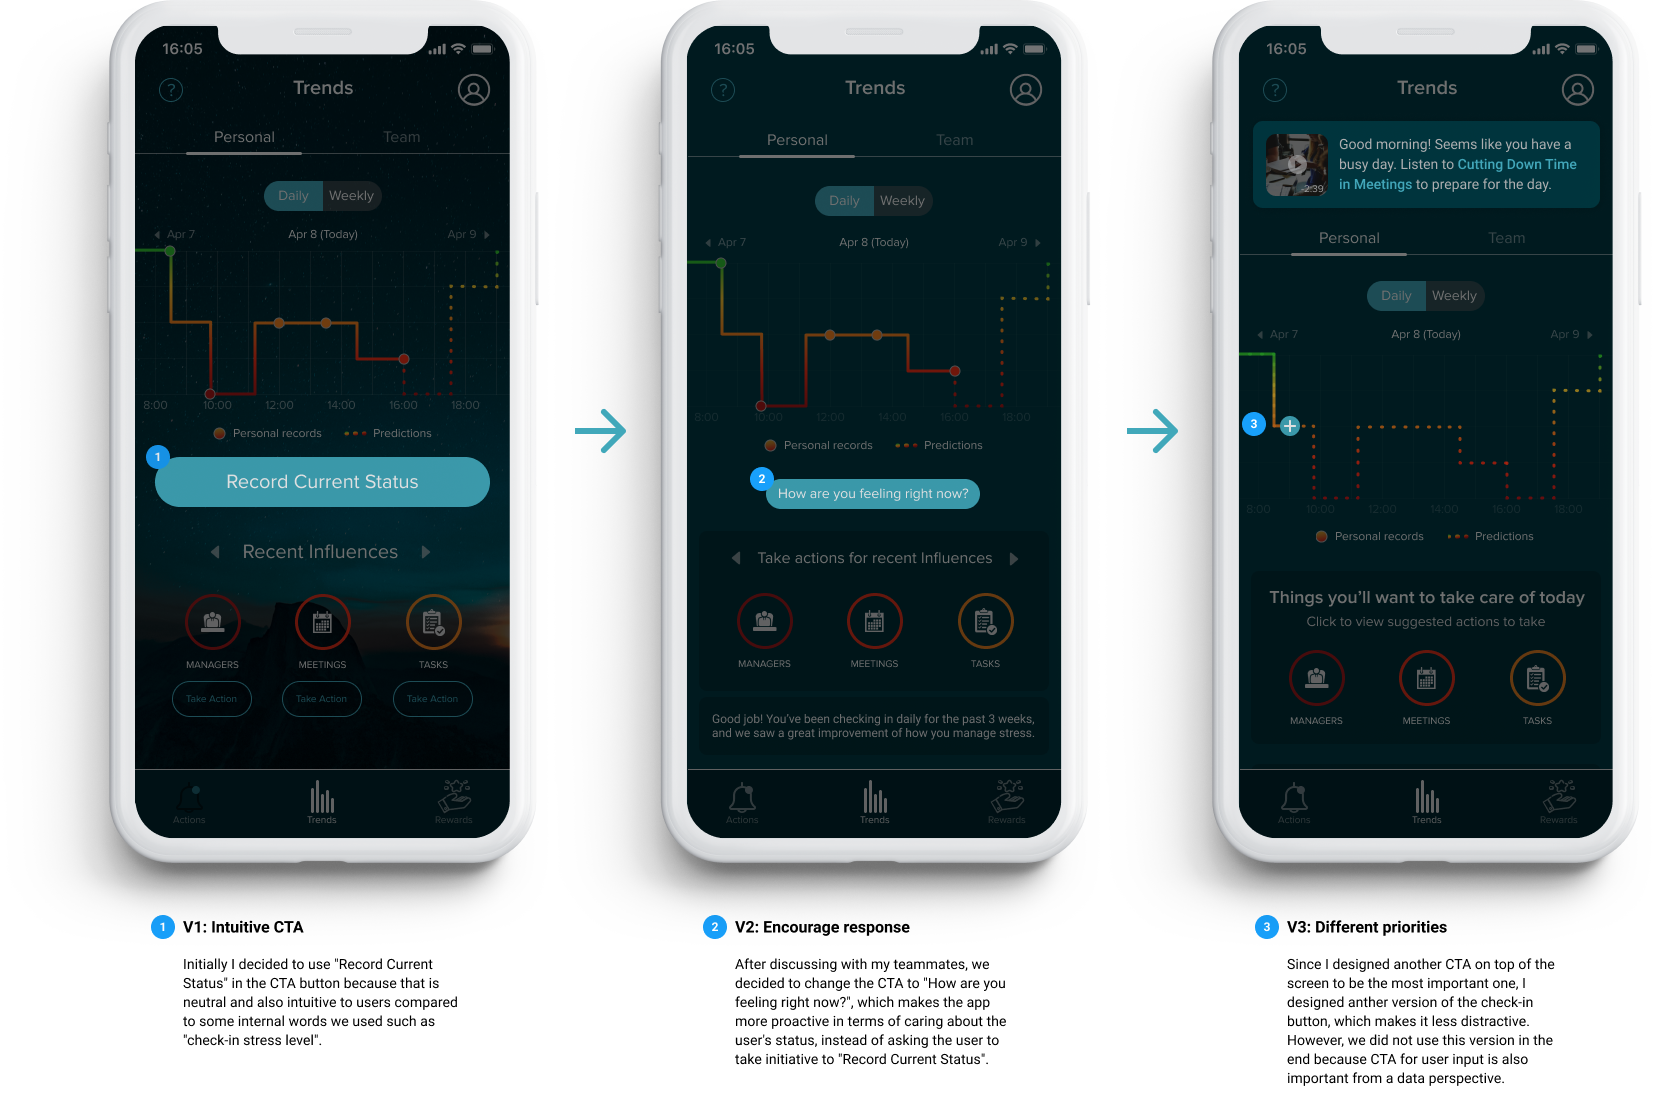 16:05
?
Trends
Personal
Team
Daily
Weekly
Apr 7
Apr 8 (Today)
Apr 9
8:00
10:00
12:00
14:00
16:00
18:00
Personal records
Predictions
1
Record Current Status
Recent Influences
MANAGERS
MEETINGS
TASKS
Take Action
Take Action
Take Action
Actions
Trends
Rewards
1 V1: Intuitive CTA
Initially I decided to use "Record Current
Status" in the CTA button because that is
neutral and also intuitive to users compared
to some internal words we used such as
"check-in stress level".
16:05
?
Trends
Personal
Team
Daily
Weekly
Apr 7
Apr 8 (Today)
Apr 9
8:00
10:00
12:00
14:00
16:00
18:00
Personal records
Predictions
2
How are you feeling right now?
Take actions for recent Influences
MANAGERS
MEETINGS
TASKS
Good job! You've been checking in daily for the past 3 weeks,
and we saw a great improvement of how you manage stress.
Actions
Trends
Rewards
2 V2: Encourage response
After discussing with my teammates, we
decided to change the CTA to "How are you
feeling right now?", which makes the app
more proactive in terms of caring about the
user's status, instead of asking the user to
take initiative to "Record Current Status".
16:05
?
Trends
-2:39
Good morning! Seems like you have a
busy day. Listen to Cutting Down Time
in Meetings to prepare for the day.
Personal
Team
Daily
Weekly
Apr 7
Apr 8 (Today)
Apr 9
3
8:00
10:00
12:00
14:00
16:00
18:00
Personal records
Predictions
Things you'll want to take care of today
Click to view suggested actions to take
MANAGERS
MEETINGS
TASKS
Actions
Trends
Rewards
3 V3: Different priorities
Since I designed another CTA on top of the
screen to be the most important one, I
designed anther version of the check-in
button, which makes it less distractive.
However, we did not use this version in the
end because CTA for user input is also
important from a data perspective.